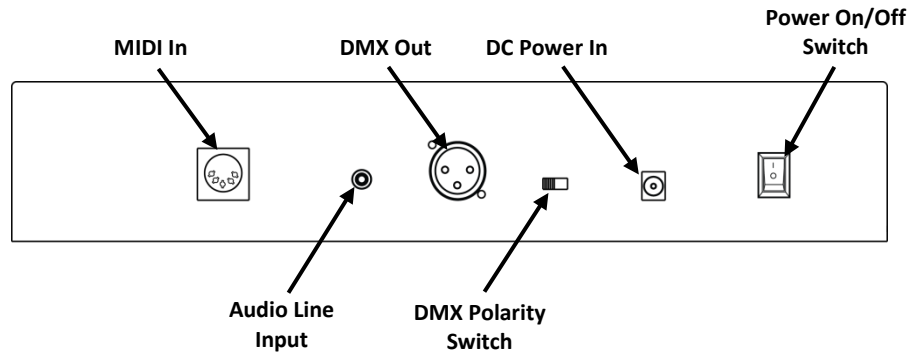 Power On/Off
Switch
MIDI In
DMX Out
DC Power In
Audio Line
Input
DMX Polarity
Switch